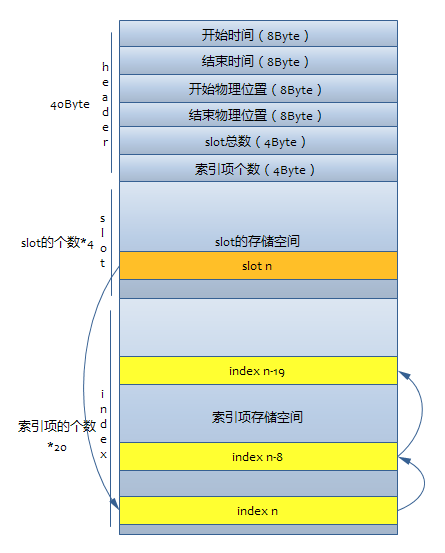 开始时间（8Byte）
结束时间（8Byte）
开始物理位置（8Byte）
结束物理位置（8Byte）
slot总数（4Byte）
索引项个数（4Byte）
40Byte
header
slot的个数*4
slot
slot的存储空间
slot n
index n-19
索引项存储空间
索引项的个数
*20
index
index n-8
index n